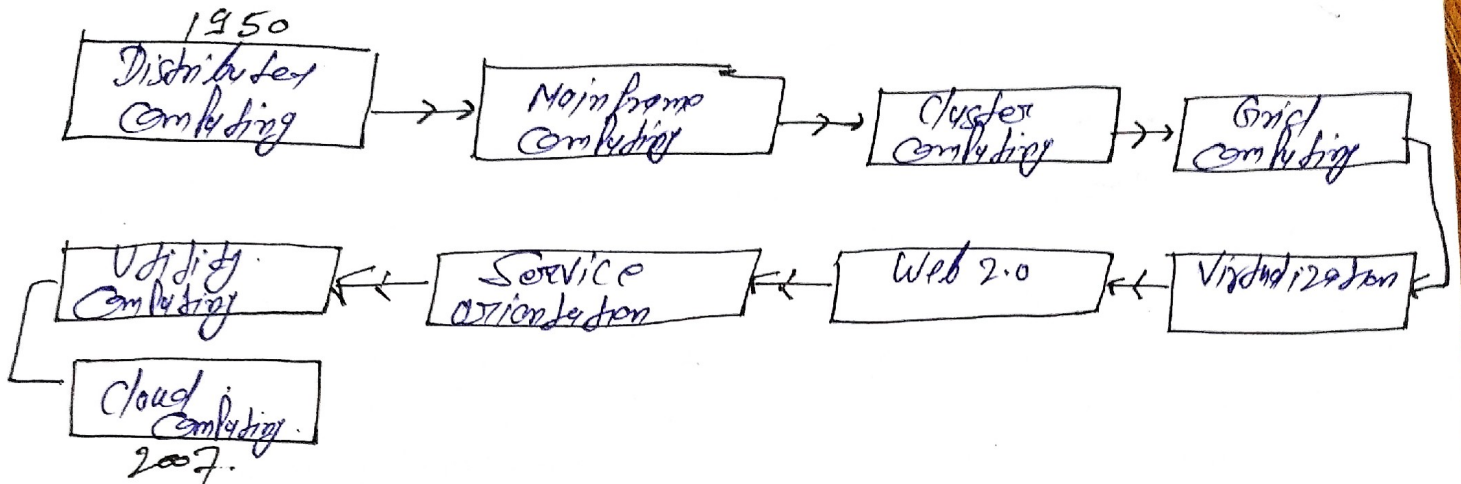 1950
Distributed
Computing
Mainframe
Computing
Cluster
Computing
Grid
Computing
Virtualization
Web 2.0
Service
orientation
Utility
Computing
Cloud
Computing.
2007.